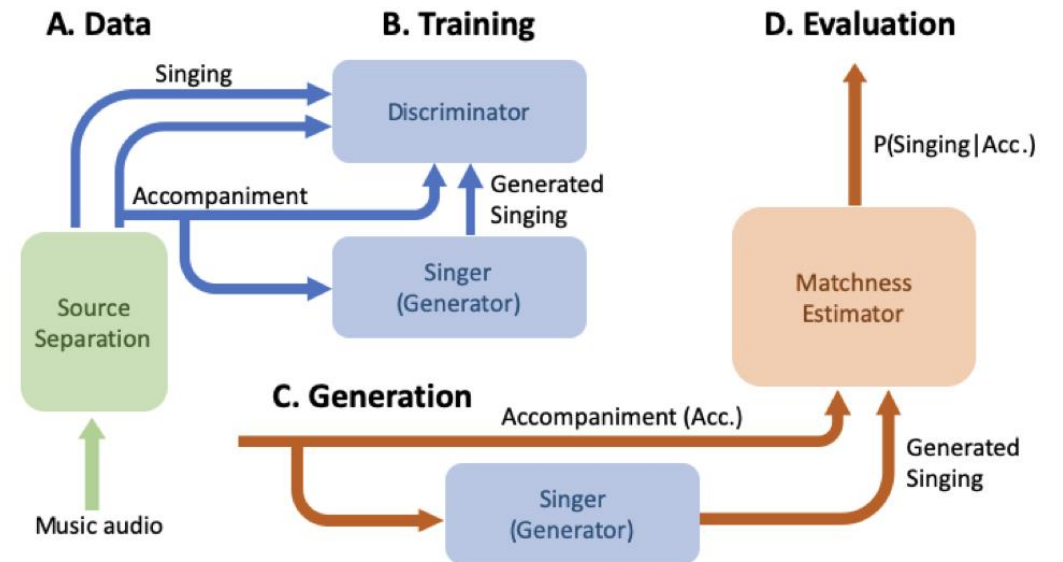 A. Data
B. Training
D. Evaluation
Singing
Discriminator
P(Singing|Acc.)
Accompaniment
Generated
Singing
Source
Separation
Singer
(Generator)
Matchness
Estimator
C. Generation
Accompaniment (Acc.)
Generated
Singing
Singer
(Generator)
Music audio